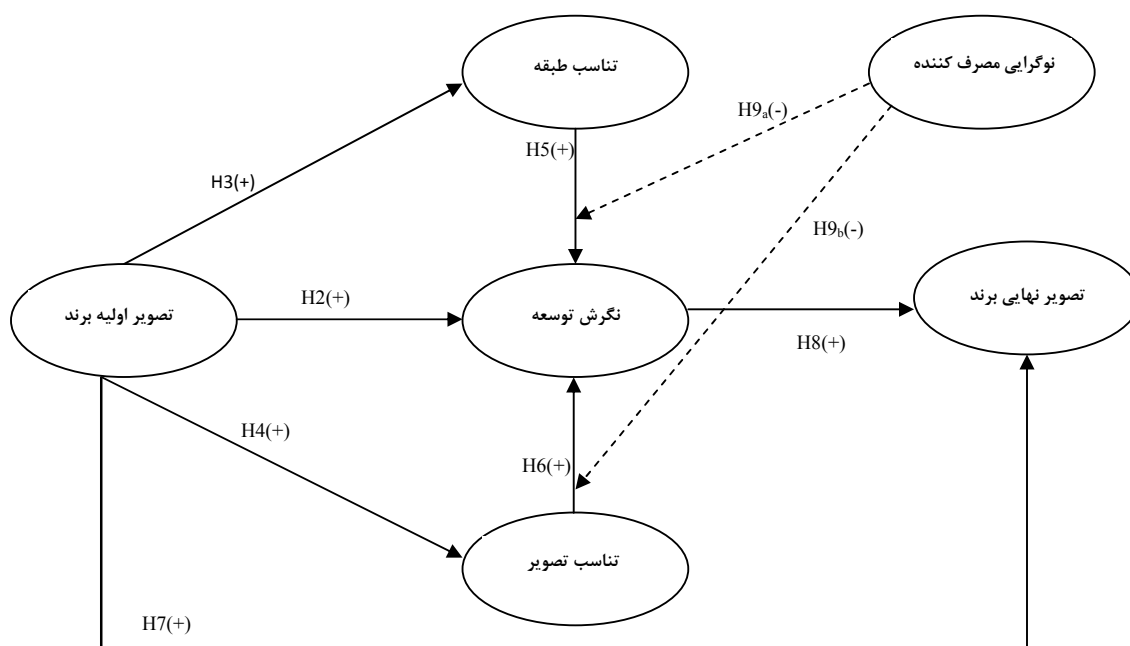 تناسب طبقه
نوگرایی مصرف کننده
H9a(-)
H5(+)
H3(+)
H9b(-)
تصویر اولیه برند
H2(+)
نگرش توسعه
تصویر نهایی برند
H8(+)
H4(+)
H6(+)
تناسب تصویر
H7(+)